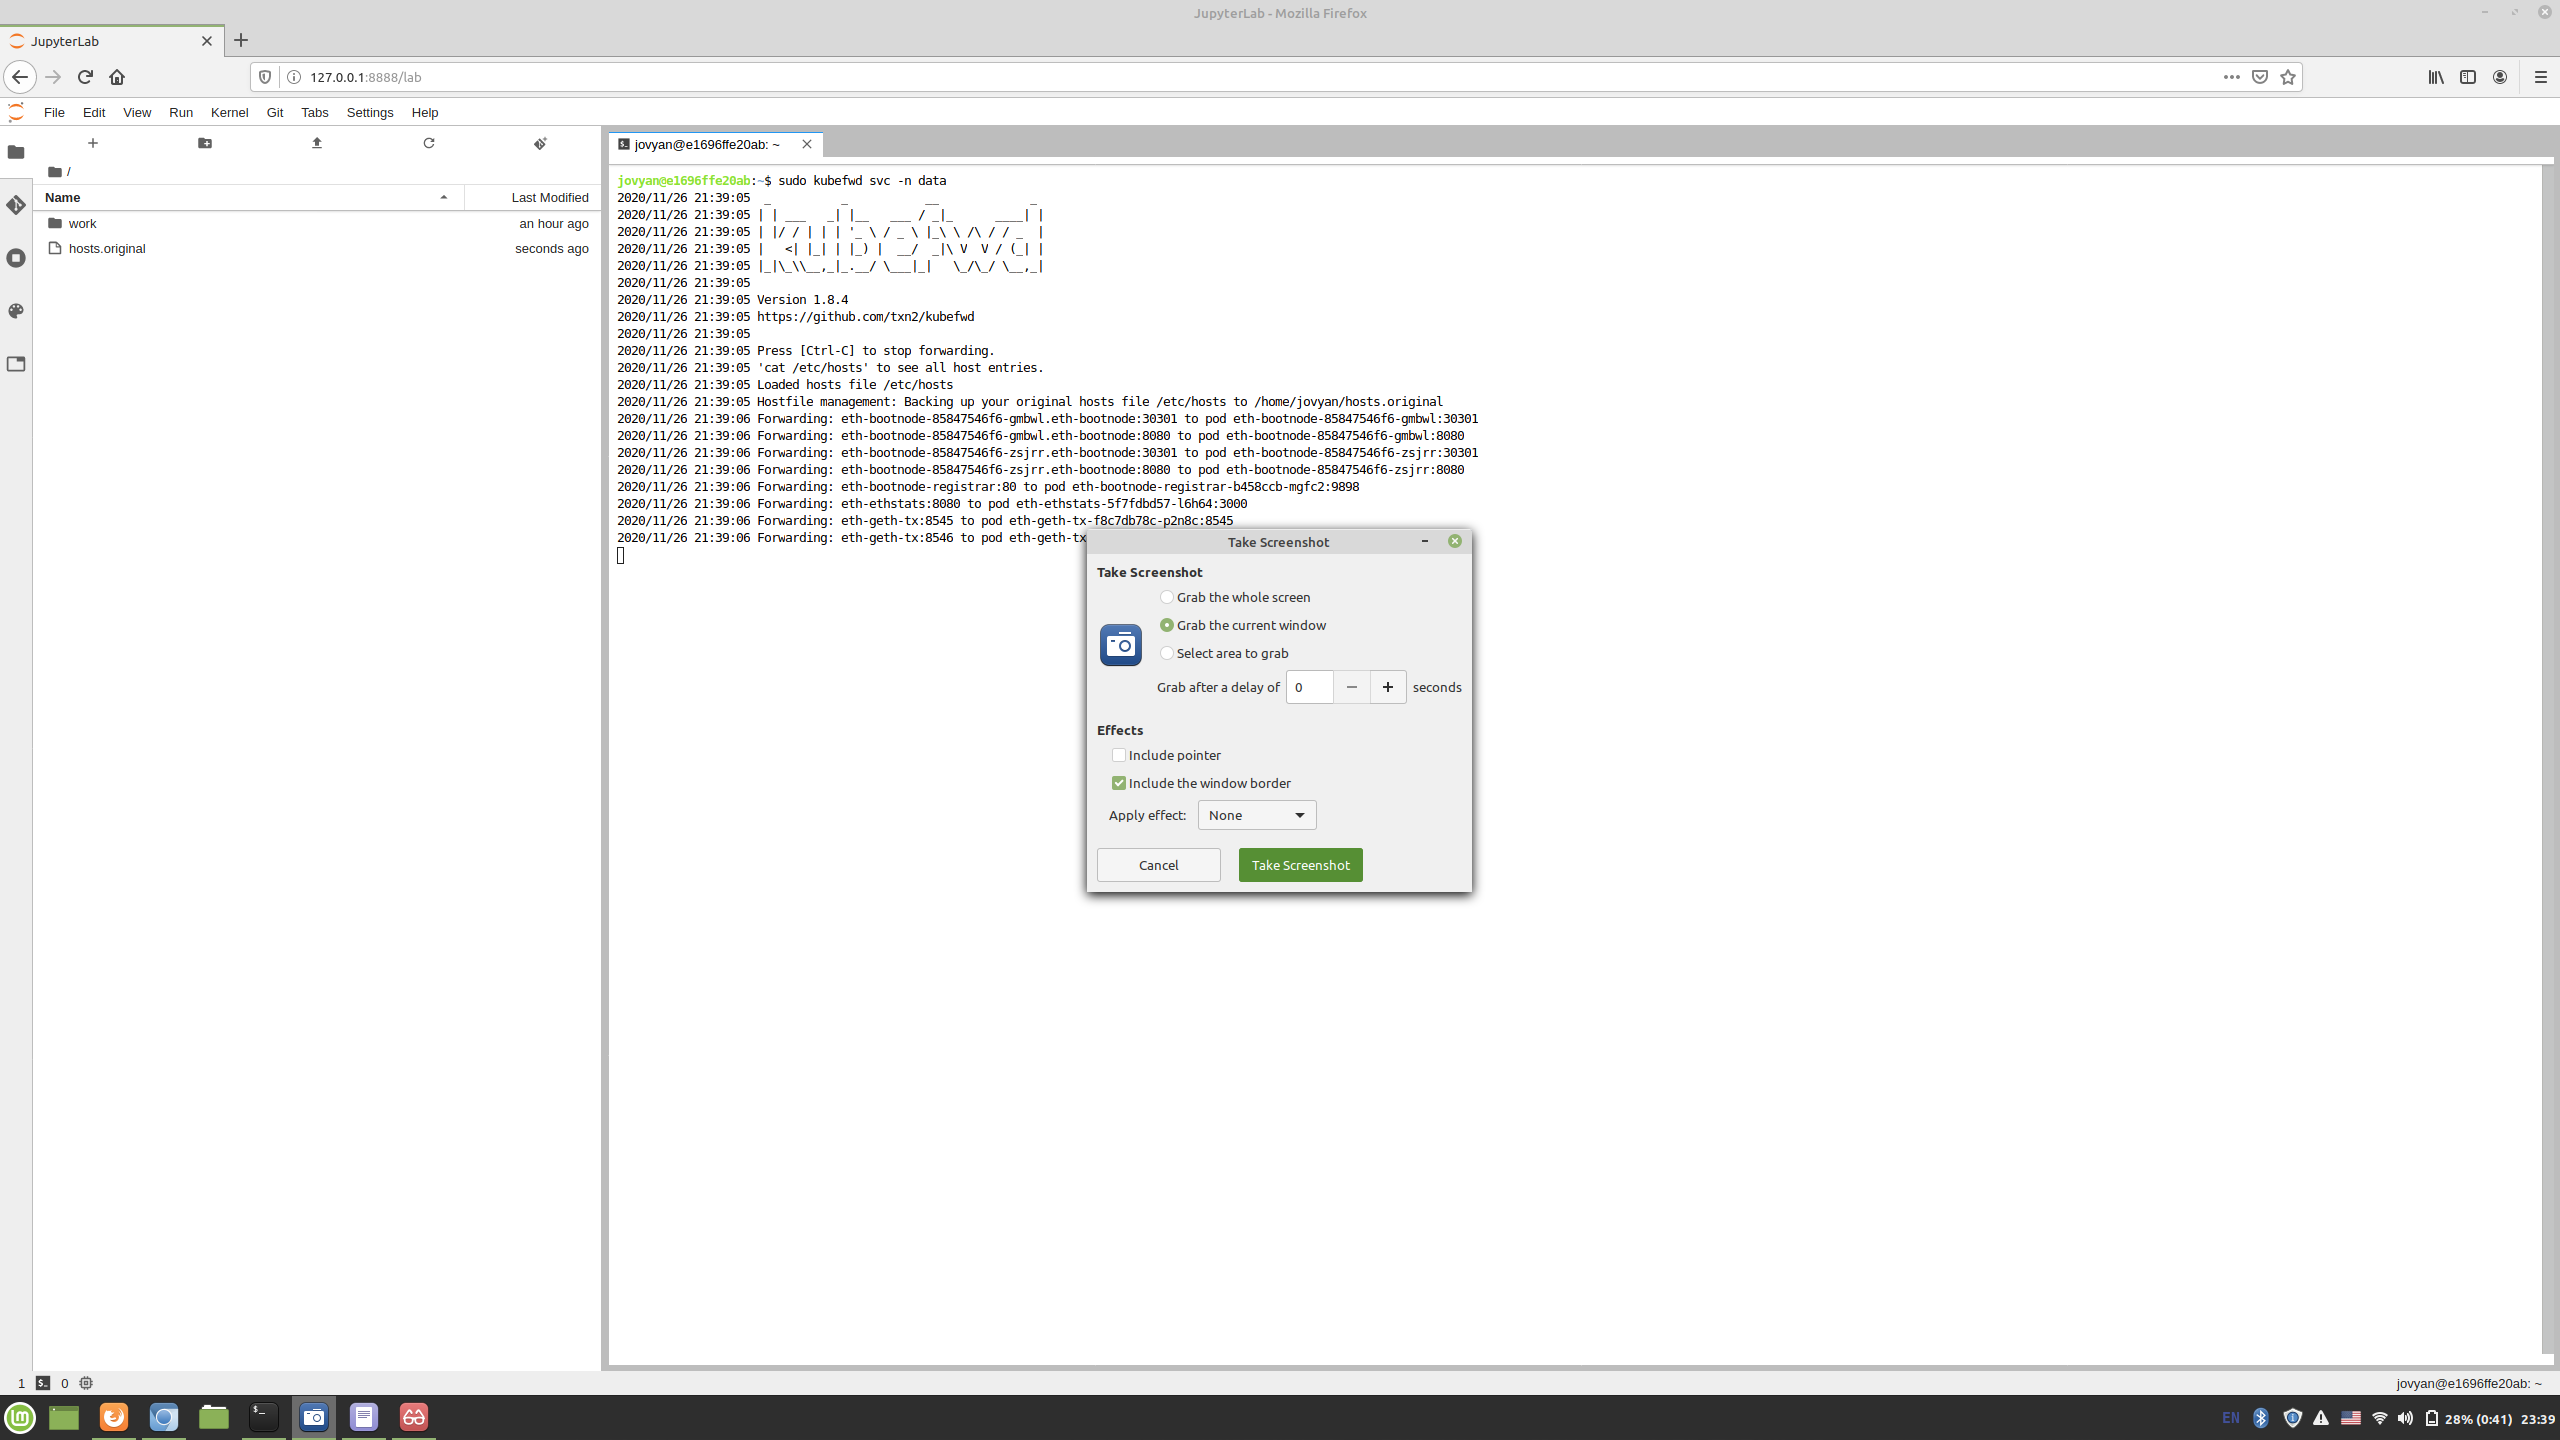 JupyterLab - Mozilla Firefox
JupyterLab
127.0.0.1:8888/lab
File Edit View Run Kernel Git Tabs Settings Help
/
Name Last Modified
work an hour ago
hosts.original seconds ago
jovyan@e1696ffe20ab: ~
jovyan@e1696ffe20ab:~$ sudo kubefwd svc -n data
2020/11/26 21:39:05  _          _           __             _
2020/11/26 21:39:05 | | ___   _| |__   ___ / _|_      ____| |
2020/11/26 21:39:05 | |/ / | | | '_ \ / _ \ |_\ \ /\ / / _  |
2020/11/26 21:39:05 |   <| |_| | |_) |  __/  _|\ V  V / (_| |
2020/11/26 21:39:05 |_|\_\\__,_|_.__/ \___|_|   \_/\_/ \__,_|
2020/11/26 21:39:05
2020/11/26 21:39:05 Version 1.8.4
2020/11/26 21:39:05 https://github.com/txn2/kubefwd
2020/11/26 21:39:05
2020/11/26 21:39:05 Press [Ctrl-C] to stop forwarding.
2020/11/26 21:39:05 'cat /etc/hosts' to see all host entries.
2020/11/26 21:39:05 Loaded hosts file /etc/hosts
2020/11/26 21:39:05 Hostfile management: Backing up your original hosts file /etc/hosts to /home/jovyan/hosts.original
2020/11/26 21:39:06 Forwarding: eth-bootnode-85847546f6-gmbwl.eth-bootnode:30301 to pod eth-bootnode-85847546f6-gmbwl:30301
2020/11/26 21:39:06 Forwarding: eth-bootnode-85847546f6-gmbwl.eth-bootnode:8080 to pod eth-bootnode-85847546f6-gmbwl:8080
2020/11/26 21:39:06 Forwarding: eth-bootnode-85847546f6-zsjrr.eth-bootnode:30301 to pod eth-bootnode-85847546f6-zsjrr:30301
2020/11/26 21:39:06 Forwarding: eth-bootnode-85847546f6-zsjrr.eth-bootnode:8080 to pod eth-bootnode-85847546f6-zsjrr:8080
2020/11/26 21:39:06 Forwarding: eth-bootnode-registrar:80 to pod eth-bootnode-registrar-b458ccb-mgfc2:9898
2020/11/26 21:39:06 Forwarding: eth-ethstats:8080 to pod eth-ethstats-5f7fdbd57-l6h64:3000
2020/11/26 21:39:06 Forwarding: eth-geth-tx:8545 to pod eth-geth-tx-f8c7db78c-p2n8c:8545
2020/11/26 21:39:06 Forwarding: eth-geth-tx:8546 to pod eth-geth-tx
Take Screenshot
Take Screenshot
Grab the whole screen
Grab the current window
Select area to grab
Grab after a delay of 0 seconds
Effects
Include pointer
Include the window border
Apply effect: None
Cancel Take Screenshot
1 $_ 0 jovyan@e1696ffe20ab: ~
$_ EN 28% (0:41) 23:39